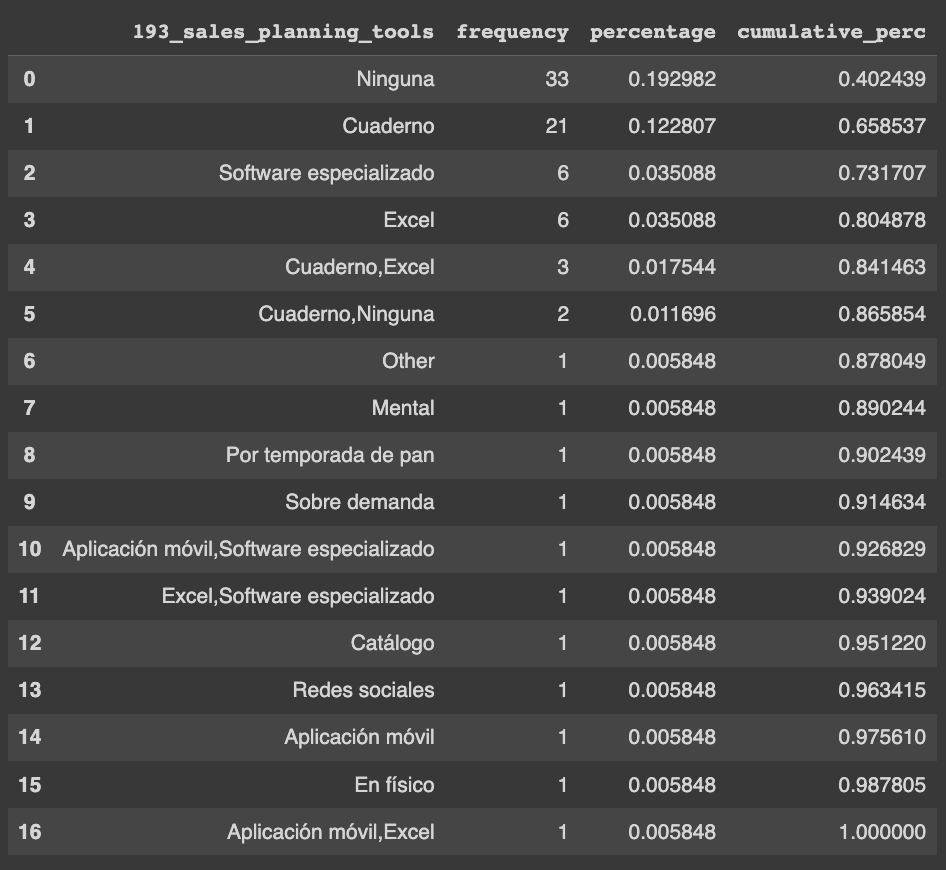 193_sales_planning_tools frequency percentage cumulative_perc
0 Ninguna 33 0.192982 0.402439
1 Cuaderno 21 0.122807 0.658537
2 Software especializado 6 0.035088 0.731707
3 Excel 6 0.035088 0.804878
4 Cuaderno,Excel 3 0.017544 0.841463
5 Cuaderno,Ninguna 2 0.011696 0.865854
6 Other 1 0.005848 0.878049
7 Mental 1 0.005848 0.890244
8 Por temporada de pan 1 0.005848 0.902439
9 Sobre demanda 1 0.005848 0.914634
10 Aplicación móvil,Software especializado 1 0.005848 0.926829
11 Excel,Software especializado 1 0.005848 0.939024
12 Catálogo 1 0.005848 0.951220
13 Redes sociales 1 0.005848 0.963415
14 Aplicación móvil 1 0.005848 0.975610
15 En físico 1 0.005848 0.987805
16 Aplicación móvil,Excel 1 0.005848 1.000000